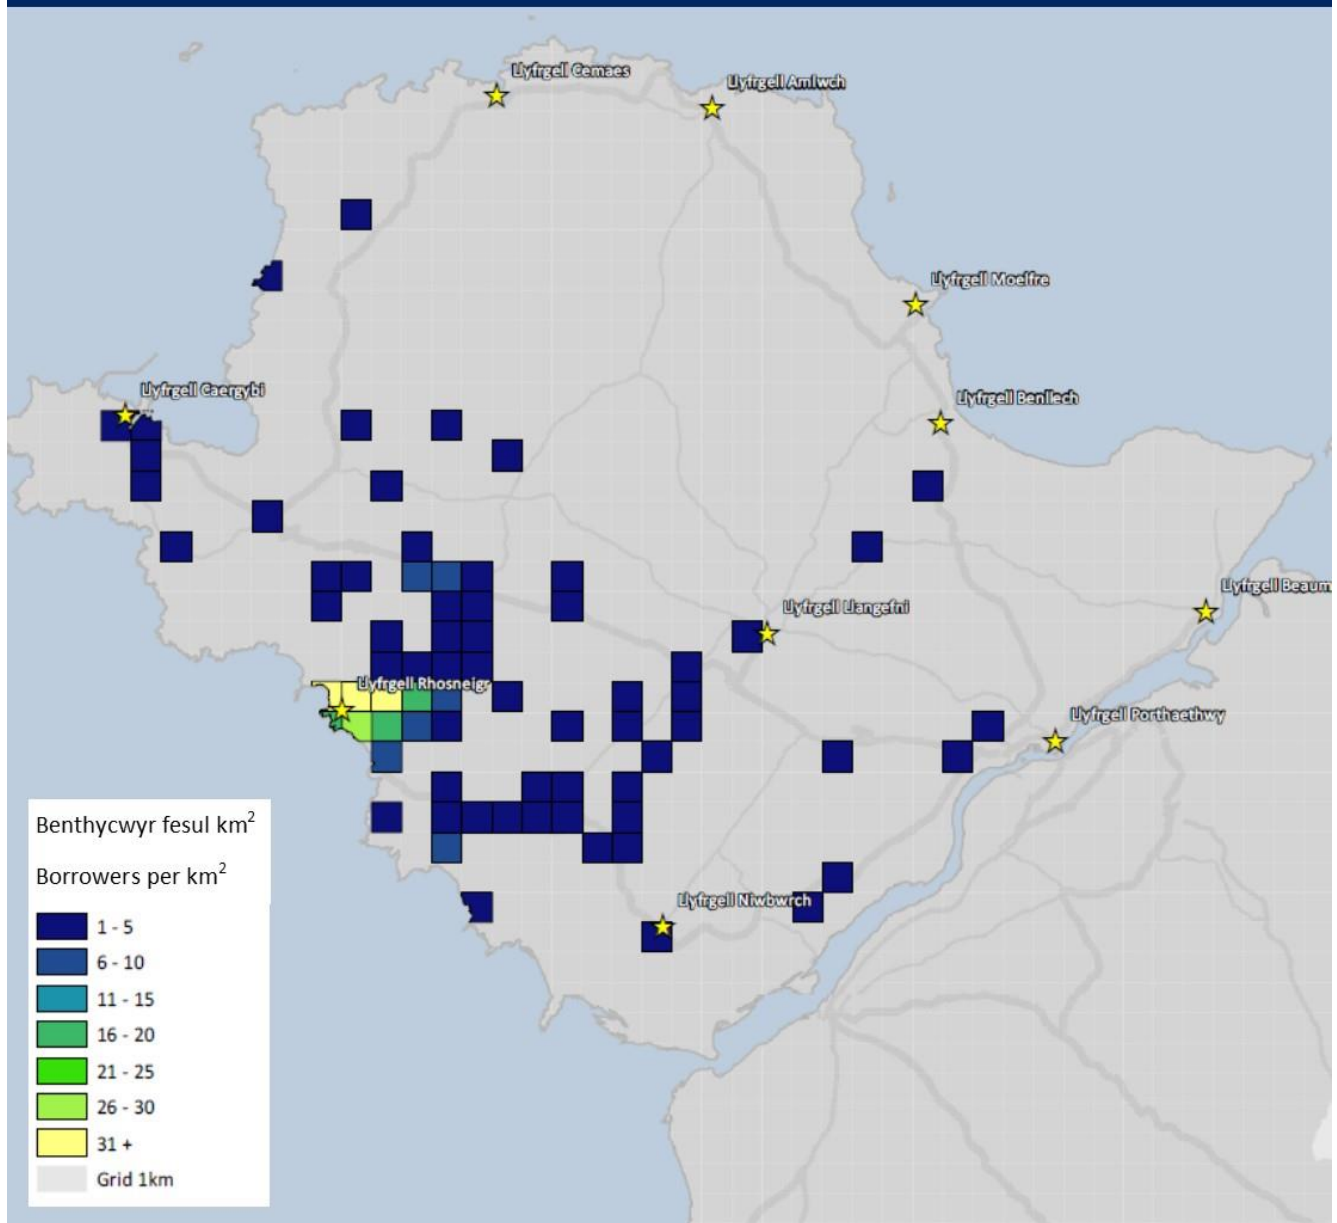 Llyfrgell Cemaes
Llyfrgell Amlwch
Llyfrgell Moelfre
Llyfrgell Caergybi
Llyfrgell Benllech
Llyfrgell Beaum
Llyfrgell Llangefni
Llyfrgell Rhosneigr
Llyfrgell Porthaethwy
Llyfrgell Niwbwrch
Benthycwyr fesul km²
Borrowers per km²
1 - 5
6 - 10
11 - 15
16 - 20
21 - 25
26 - 30
31 +
Grid 1km